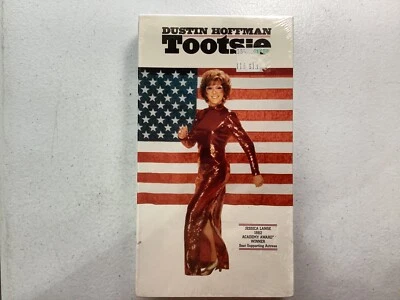 DUSTIN HOFFMAN
Tootsie
JESSICA LANGE
1982
ACADEMY AWARD
WINNER
Best Supporting Actress